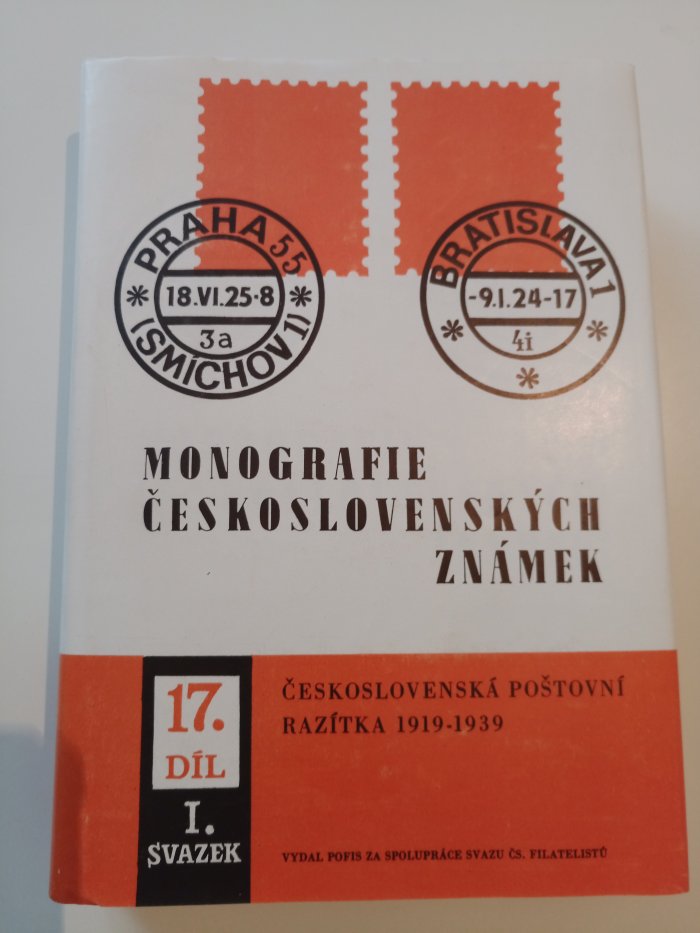 PRAHA 55
18.VI.25-8
3a
(SMÍCHOV 1)
BRATISLAVA 1
-9.I.24-17
4i
MONOGRAFIE
ČESKOSLOVENSKÝCH
ZNÁMEK
17.
DÍL
I.
SVAZEK
ČESKOSLOVENSKÁ POŠTOVNÍ
RAZÍTKA 1919-1939
VYDAL POFIS ZA SPOLUPRÁCE SVAZU ČS. FILATELISTŮ